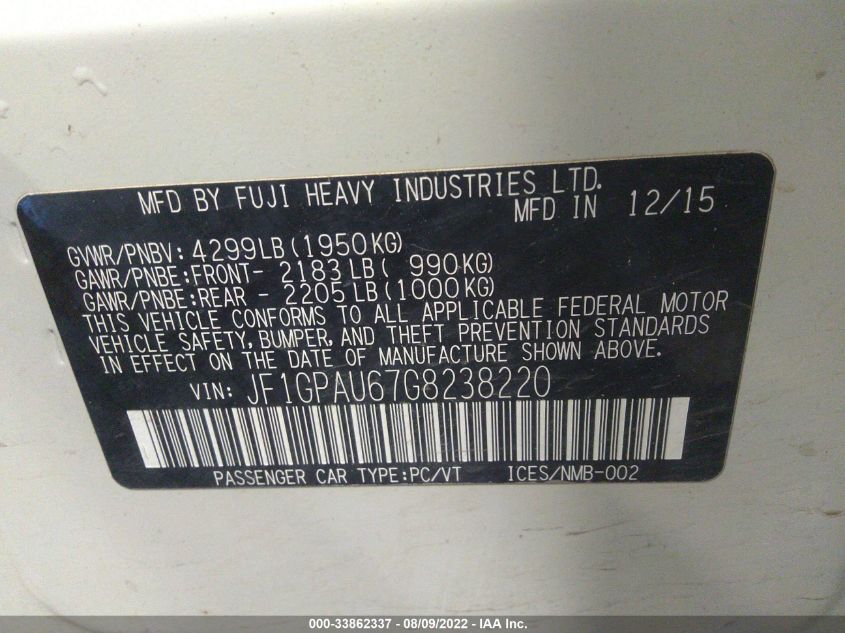 MFD BY FUJI HEAVY INDUSTRIES LTD.
MFD IN 12/15
GVWR/PNBV: 4299LB(1950KG)
GAWR/PNBE:FRONT- 2183LB( 990KG)
GAWR/PNBE:REAR - 2205LB(1000KG)
THIS VEHICLE CONFORMS TO ALL APPLICABLE FEDERAL MOTOR
VEHICLE SAFETY, BUMPER, AND THEFT PREVENTION STANDARDS
IN EFFECT ON THE DATE OF MANUFACTURE SHOWN ABOVE.
VIN: JF1GPAU67G8238220
PASSENGER CAR TYPE:PC/VT ICES/NMB-002
000-33862337 - 08/09/2022 - IAA Inc.